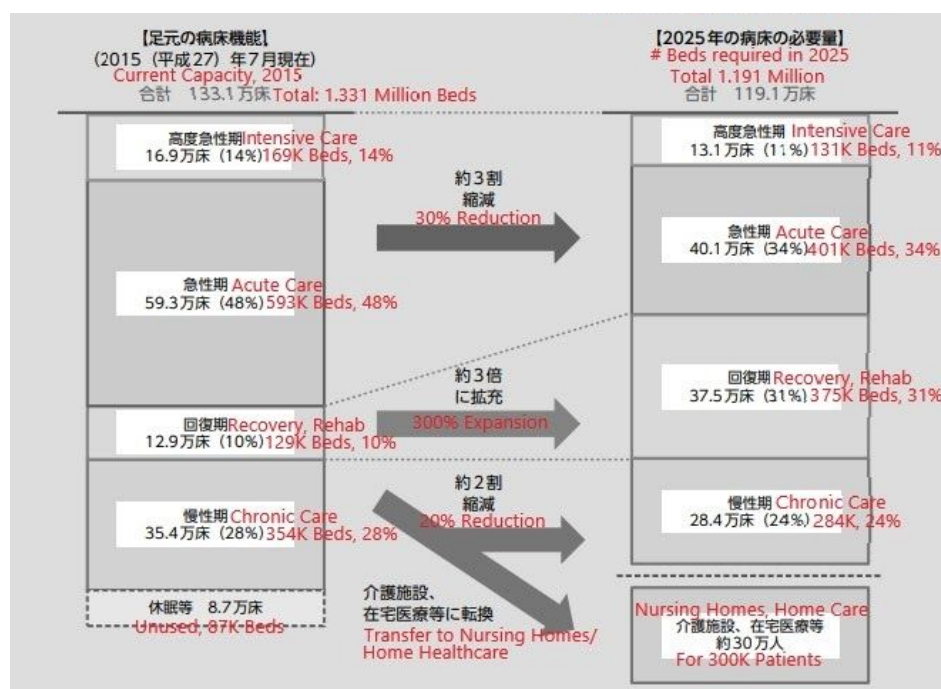 【足元の病床機能】
(2015 (平成27) 年7月現在)
Current Capacity, 2015
合計 133.1万床 Total: 1.331 Million Beds
【2025年の病床の必要量】
# Beds required in 2025
Total 1.191 Million
合計 119.1万床
高度急性期 Intensive Care
16.9万床 (14%) 169K Beds, 14%
急性期 Acute Care
59.3万床 (48%) 593K Beds, 48%
回復期 Recovery, Rehab
12.9万床 (10%) 129K Beds, 10%
慢性期 Chronic Care
35.4万床 (28%) 354K Beds, 28%
休眠等 8.7万床
Unused, 87K Beds
約3割
縮減
30% Reduction
約3倍
に拡充
300% Expansion
約2割
縮減
20% Reduction
介護施設、
在宅医療等に転換
Transfer to Nursing Homes/
Home Healthcare
高度急性期 Intensive Care
13.1万床 (11%) 131K Beds, 11%
急性期 Acute Care
40.1万床 (34%) 401K Beds, 34%
回復期 Recovery, Rehab
37.5万床 (31%) 375K Beds, 31%
慢性期 Chronic Care
28.4万床 (24%) 284K, 24%
Nursing Homes, Home Care
介護施設、在宅医療等
約30万人
For 300K Patients